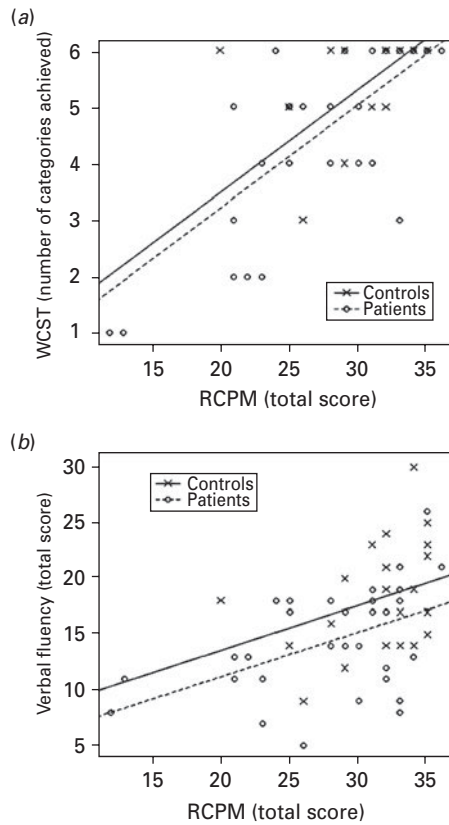 (a)
6
5
4
3
2
1
WCST (number of categories achieved)
Controls
Patients
15 20 25 30 35
RCPM (total score)
(b)
30
25
20
15
10
5
Verbal fluency (total score)
Controls
Patients
15 20 25 30 35
RCPM (total score)